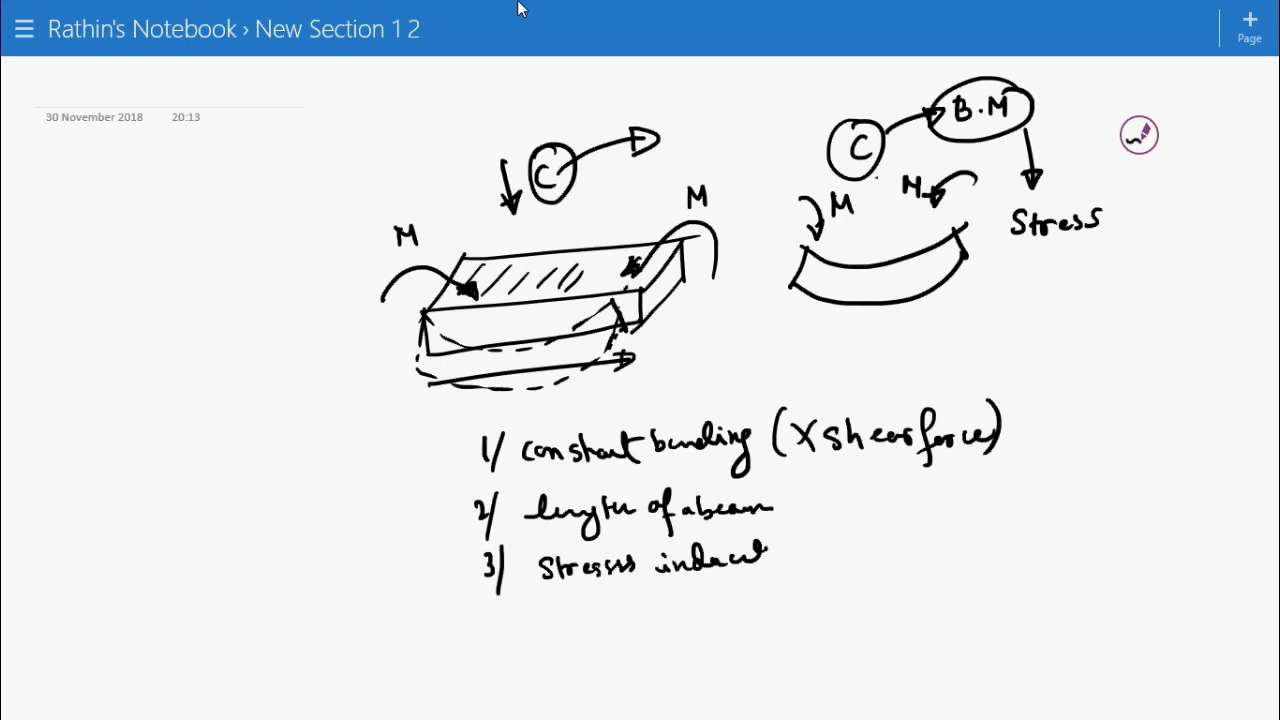 Rathin's Notebook › New Section 1 2
Page
30 November 2018 20:13
C
B.M
C
M
M
M
M
Stress
1/ constant bending (X shear force)
2/ length of a beam
3/ stresses induced